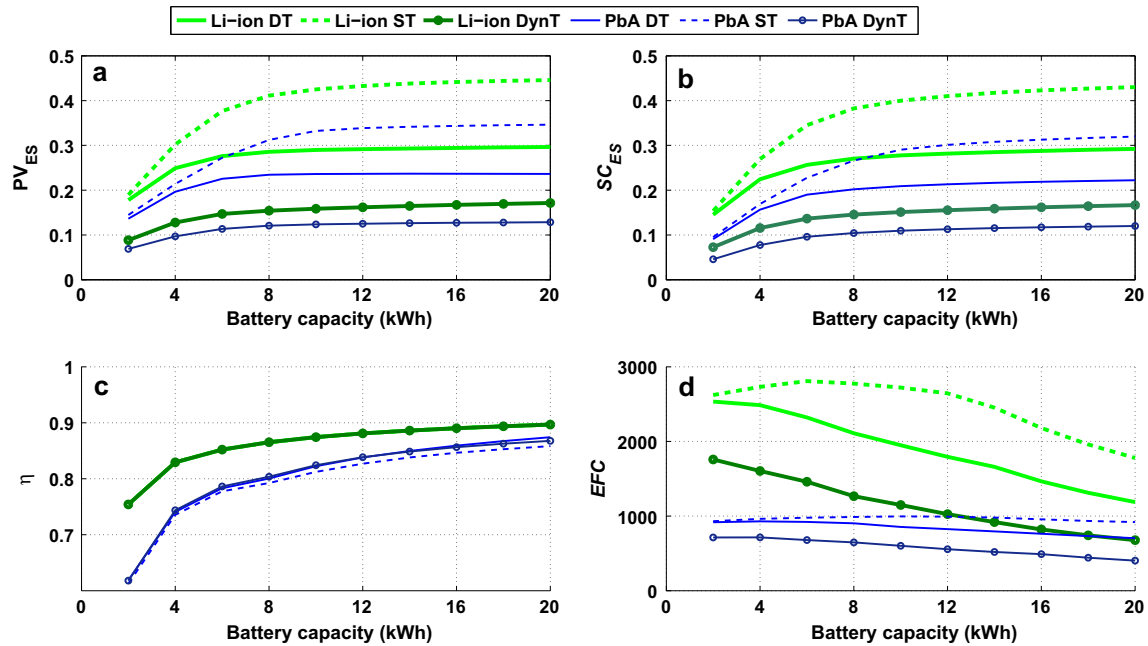 Li−ion DT Li−ion ST Li−ion DynT PbA DT PbA ST PbA DynT
a
0.5
0.4
0.3
0.2
0.1
0
PV_ES
0 4 8 12 16 20
Battery capacity (kWh)
b
0.5
0.4
0.3
0.2
0.1
0
SC_ES
0 4 8 12 16 20
Battery capacity (kWh)
c
1
0.9
0.8
0.7
η
0 4 8 12 16 20
Battery capacity (kWh)
d
3000
2000
1000
0
EFC
0 4 8 12 16 20
Battery capacity (kWh)